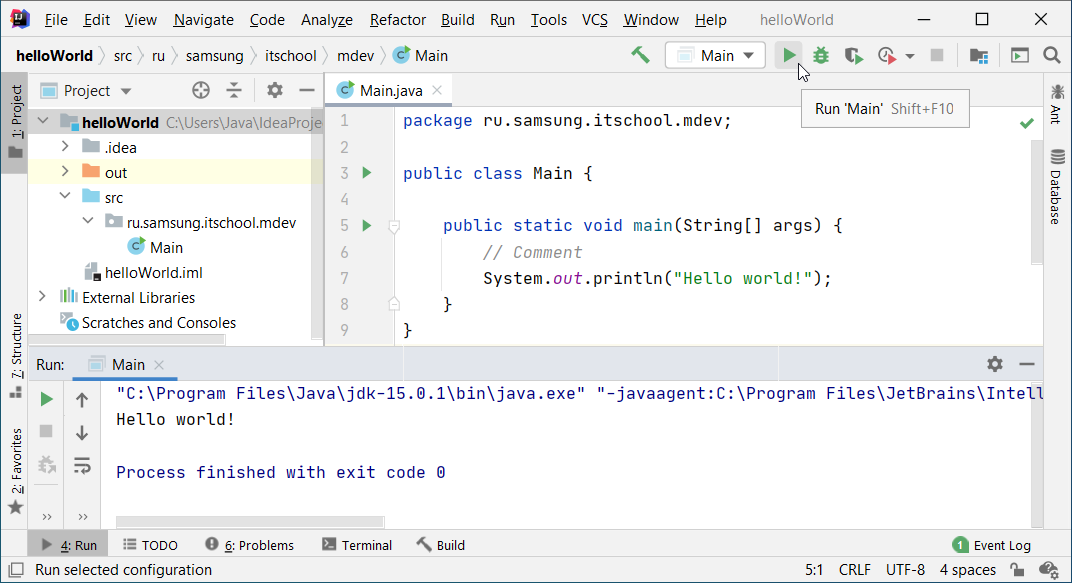 File Edit View Navigate Code Analyze Refactor Build Run Tools VCS Window Help helloWorld
helloWorld src ru samsung itschool mdev Main Main
1: Project
Project
Main.java
Run 'Main' Shift+F10
Ant
Database
helloWorld C:\Users\Java\IdeaProje
.idea
out
src
ru.samsung.itschool.mdev
Main
helloWorld.iml
External Libraries
Scratches and Consoles
1 package ru.samsung.itschool.mdev;
2
3 public class Main {
4
5 public static void main(String[] args) {
6 // Comment
7 System.out.println("Hello world!");
8 }
9 }
7: Structure
2: Favorites
Run: Main
"C:\Program Files\Java\jdk-15.0.1\bin\java.exe" "-javaagent:C:\Program Files\JetBrains\Intell
Hello world!
Process finished with exit code 0
4: Run TODO 6: Problems Terminal Build 1 Event Log
Run selected configuration 5:1 CRLF UTF-8 4 spaces